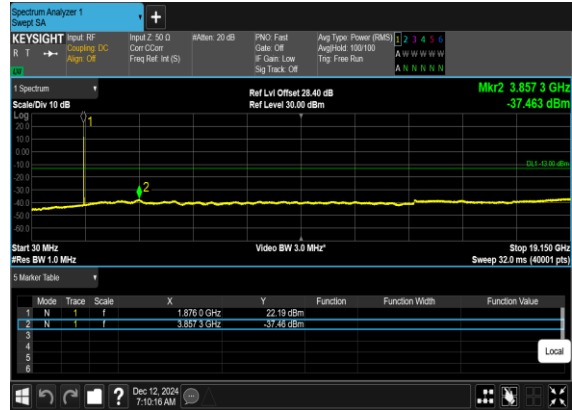 Spectrum Analyzer 1
Swept SA
+
KEYSIGHT
R T
Input: RF
Coupling: DC
Align: Off
Input Z: 50 Ω
Corr CCorr
Freq Ref: Int (S)
#Atten: 20 dB
PNO: Fast
Gate: Off
IF Gain: Low
Sig Track: Off
Avg Type: Power (RMS)
Avg|Hold: 100/100
Trig: Free Run
1 2 3 4 5 6
A W W W W W
A N N N N N
1 Spectrum
Scale/Div 10 dB
Ref Lvl Offset 28.40 dB
Ref Level 30.00 dBm
Mkr2 3.857 3 GHz
-37.463 dBm
Log
20.0
10.0
0.00
-10.0
-20.0
-30.0
-40.0
-50.0
-60.0
1
2
DL1 -13.00 dBm
Start 30 MHz
#Res BW 1.0 MHz
Video BW 3.0 MHz*
Stop 19.150 GHz
Sweep 32.0 ms (40001 pts)
5 Marker Table
Mode Trace Scale X Y Function Function Width Function Value
1 N 1 f 1.876 0 GHz 22.19 dBm
2 N 1 f 3.857 3 GHz -37.46 dBm
3
4
5
6
Local
?
Dec 12, 2024
7:10:16 AM